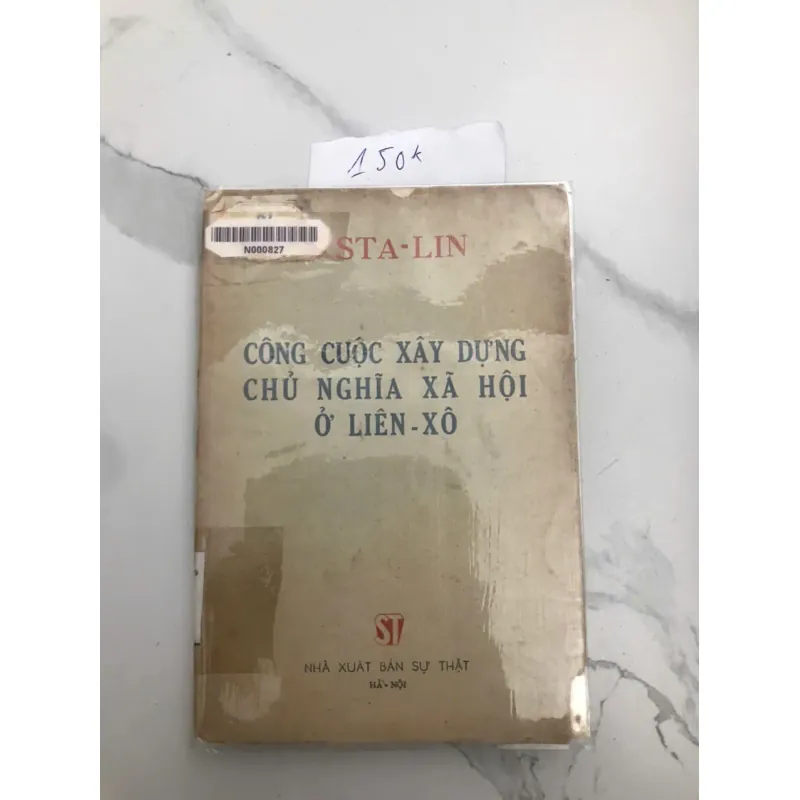 150k
N000827
STA-LIN
CÔNG CUỘC XÂY DỰNG
CHỦ NGHĨA XÃ HỘI
Ở LIÊN-XÔ
ST
NHÀ XUẤT BẢN SỰ THẬT
HÀ-NỘI